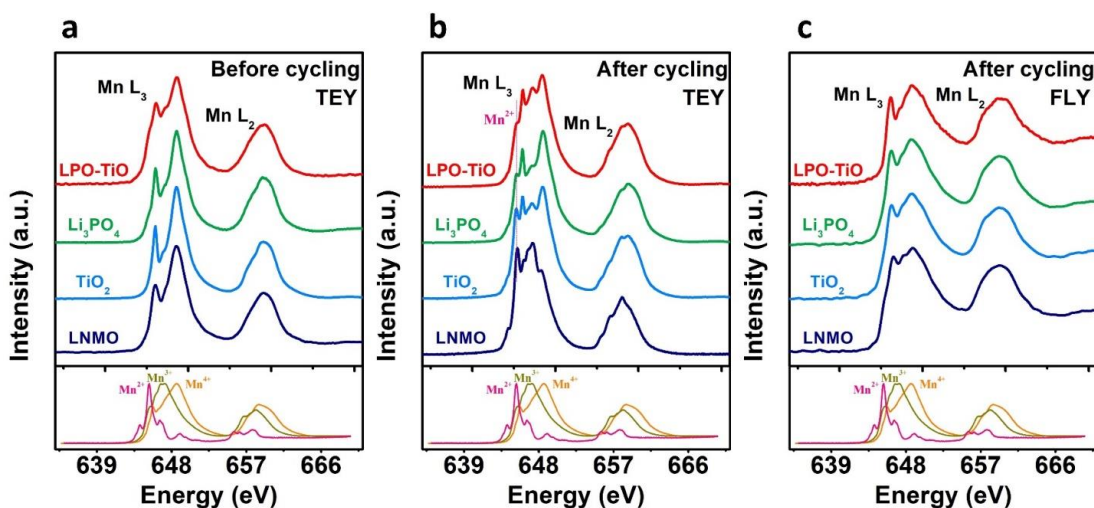 a
Before cycling
TEY
Mn L₃
Mn L₂
LPO-TiO
Li₃PO₄
TiO₂
LNMO
Mn²⁺
Mn³⁺
Mn⁴⁺
Intensity (a.u.)
639 648 657 666
Energy (eV)
b
After cycling
TEY
Mn L₃
Mn²⁺
Mn L₂
LPO-TiO
Li₃PO₄
TiO₂
LNMO
Mn²⁺
Mn³⁺
Mn⁴⁺
Intensity (a.u.)
639 648 657 666
Energy (eV)
c
After cycling
FLY
Mn L₃
Mn L₂
LPO-TiO
Li₃PO₄
TiO₂
LNMO
Mn²⁺
Mn³⁺
Mn⁴⁺
Intensity (a.u.)
639 648 657 666
Energy (eV)